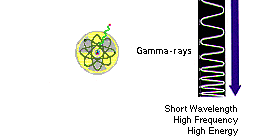 Gamma-rays
Short Wavelength
High Frequency
High Energy